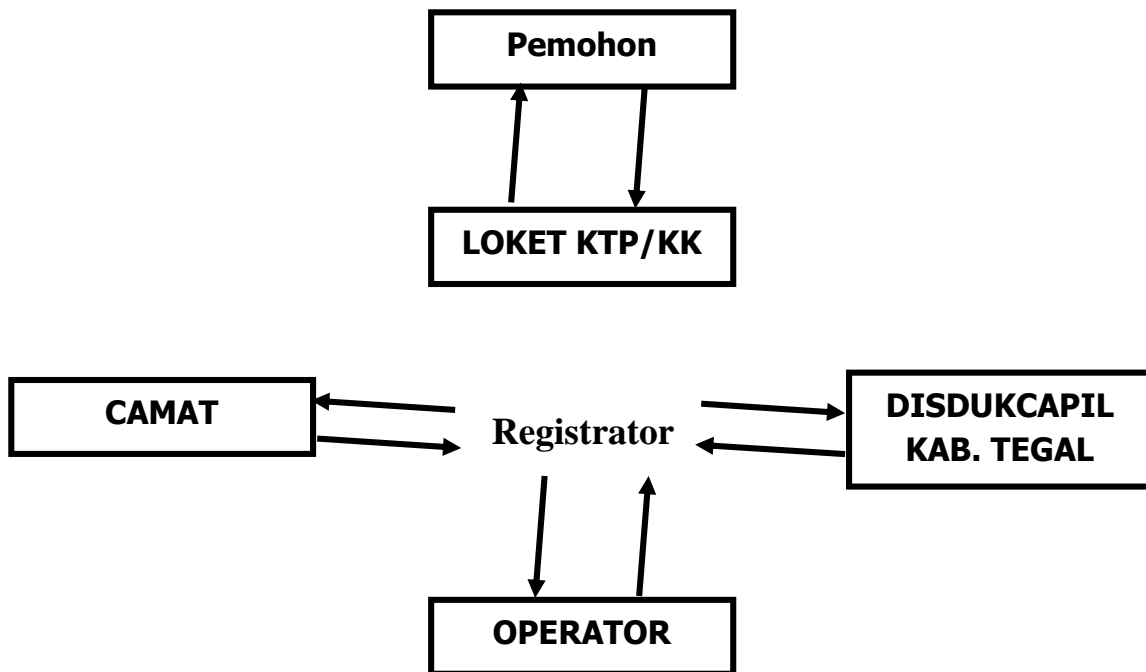 Pemohon
LOKET KTP/KK
CAMAT
Registrator
DISDUKCAPIL
KAB. TEGAL
OPERATOR